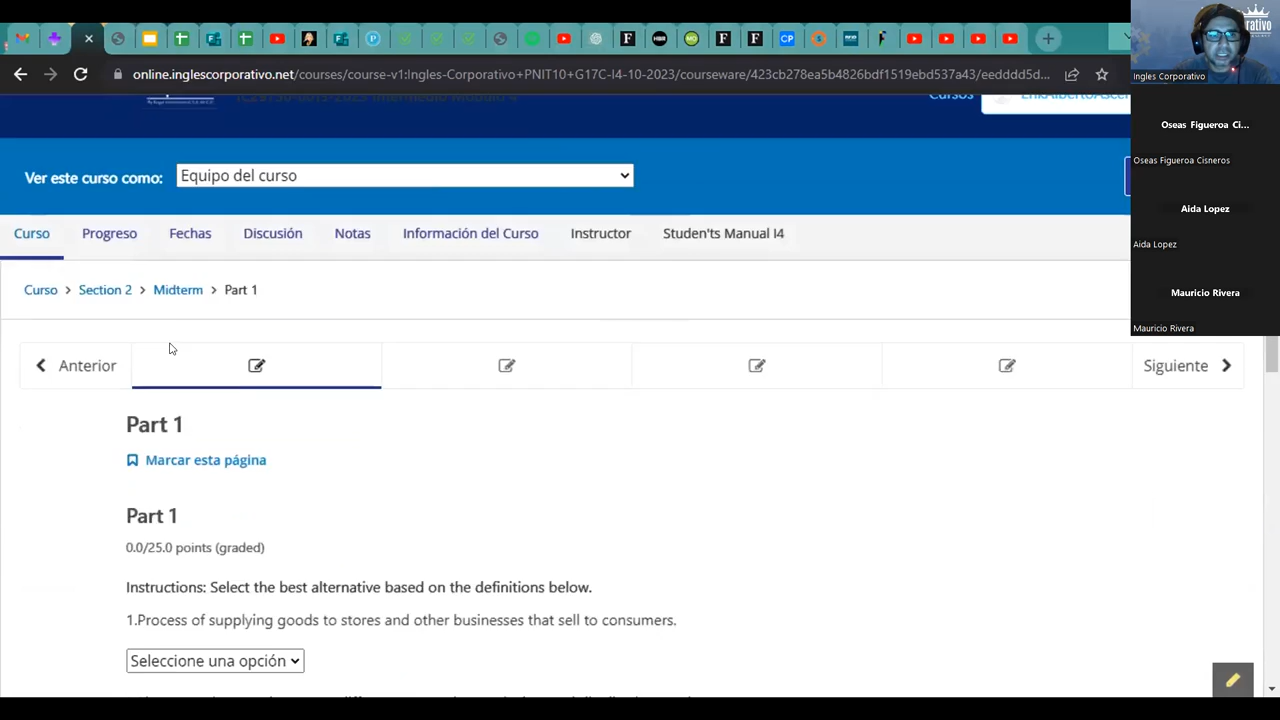 online.inglescorporativo.net/courses/course-v1:Ingles-Corporativo+PNIT10+G17C-I4-10-2023/courseware/423cb278ea5b4826bdf1519ebd537a43/eedddd5d...
Cursos
Ver este curso como:
Equipo del curso
Curso
Progreso
Fechas
Discusión
Notas
Información del Curso
Instructor
Studen'ts Manual I4
Curso > Section 2 > Midterm > Part 1
Anterior
Siguiente
Part 1
Marcar esta página
Part 1
0.0/25.0 points (graded)
Instructions: Select the best alternative based on the definitions below.
1.Process of supplying goods to stores and other businesses that sell to consumers.
Seleccione una opción
Ingles Corporativo
Oseas Figueroa Ci...
Oseas Figueroa Cisneros
Aida Lopez
Aida Lopez
Mauricio Rivera
Mauricio Rivera